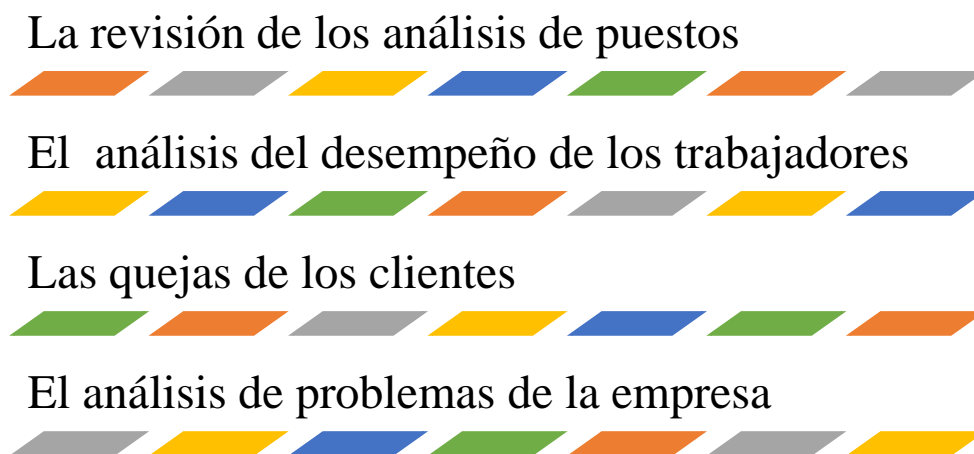 La revisión de los análisis de puestos
El  análisis del desempeño de los trabajadores
Las quejas de los clientes
El análisis de problemas de la empresa